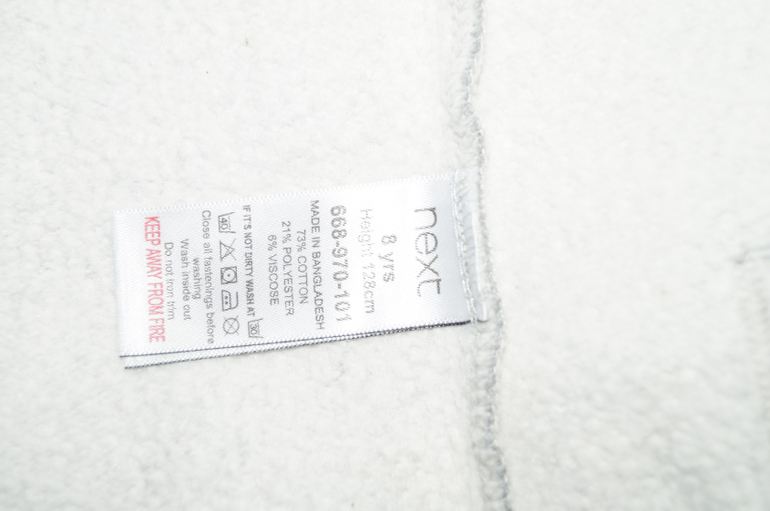 next
8 yrs
Height 128cm
668-970-101
MADE IN BANGLADESH
73% COTTON
21% POLYESTER
6% VISCOSE
IF IT'S NOT DIRTY WASH AT 30
40
Close all fastenings before
washing
Wash inside out
Do not iron trim
KEEP AWAY FROM FIRE